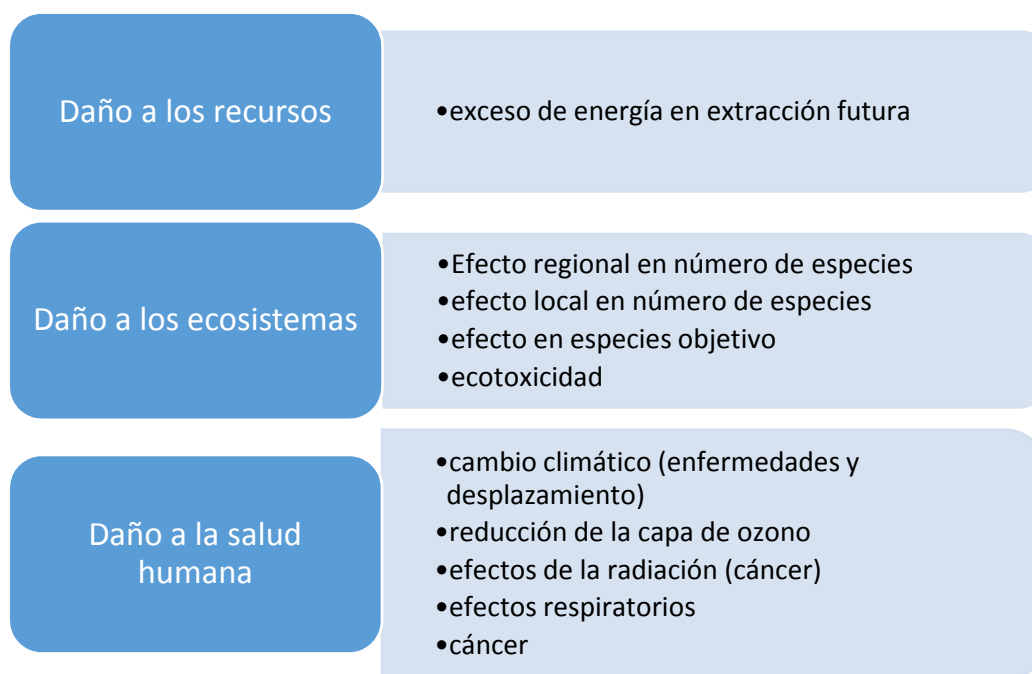 Daño a los recursos
•exceso de energía en extracción futura
Daño a los ecosistemas
•Efecto regional en número de especies
•efecto local en número de especies
•efecto en especies objetivo
•ecotoxicidad
Daño a la salud
humana
•cambio climático (enfermedades y
desplazamiento)
•reducción de la capa de ozono
•efectos de la radiación (cáncer)
•efectos respiratorios
•cáncer